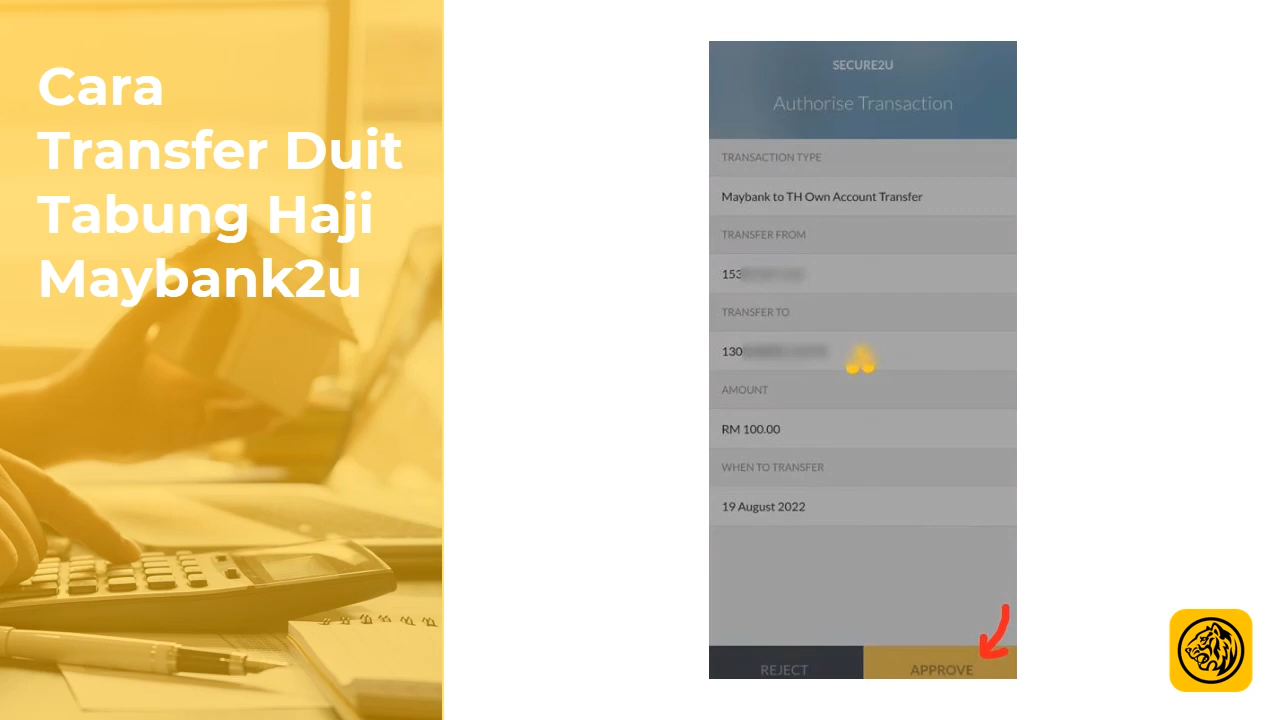 Cara
Transfer Duit
Tabung Haji
Maybank2u
SECURE2U
Authorise Transaction
TRANSACTION TYPE
Maybank to TH Own Account Transfer
TRANSFER FROM
153
TRANSFER TO
130
AMOUNT
RM 100.00
WHEN TO TRANSFER
19 August 2022
REJECT
APPROVE